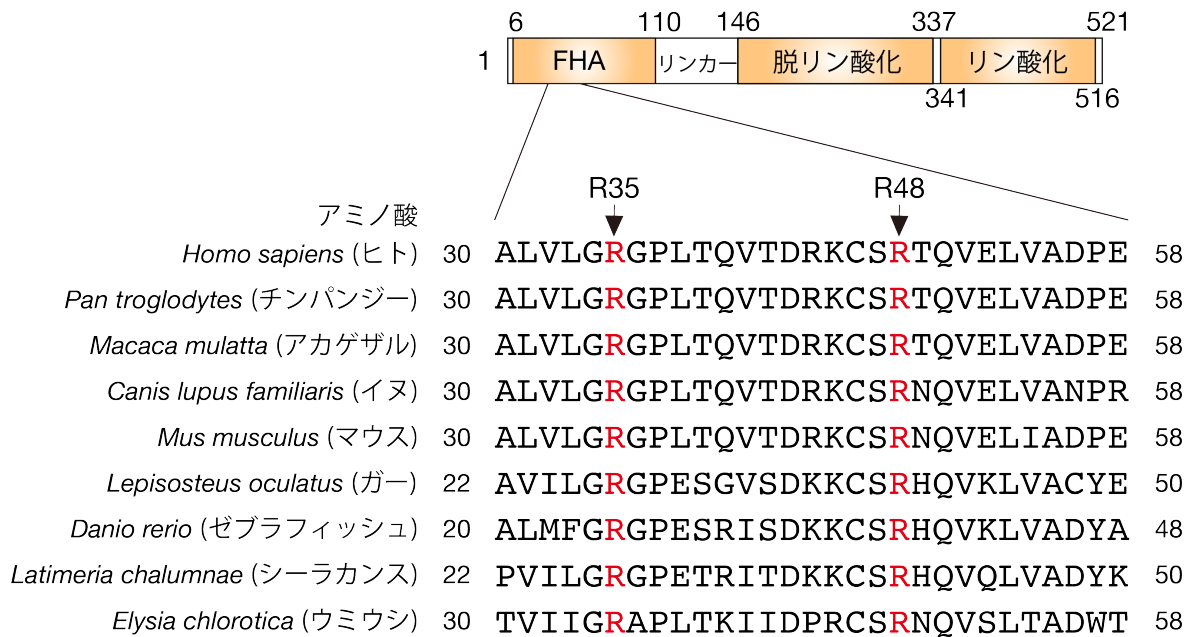 6 110 146 337 521
1 FHA リンカー 脱リン酸化 リン酸化
341 516
R35 R48
アミノ酸
Homo sapiens (ヒト) 30 ALVLGRGPLTQVTDRKCSRTQVELVADPE 58
Pan troglodytes (チンパンジー) 30 ALVLGRGPLTQVTDRKCSRTQVELVADPE 58
Macaca mulatta (アカゲザル) 30 ALVLGRGPLTQVTDRKCSRTQVELVADPE 58
Canis lupus familiaris (イヌ) 30 ALVLGRGPLTQVTDRKCSRNQVELVANPR 58
Mus musculus (マウス) 30 ALVLGRGPLTQVTDRKCSRNQVELIADPE 58
Lepisosteus oculatus (ガー) 22 AVILGRGPESGVSDKKCSRHQVKLVACYE 50
Danio rerio (ゼブラフィッシュ) 20 ALMFGRGPESRISDKKCSRHQVKLVADYA 48
Latimeria chalumnae (シーラカンス) 22 PVILGRGPETRITDKKCSRHQVQLVADYK 50
Elysia chlorotica (ウミウシ) 30 TVIIGRAPLTKIIDPRCSRNQVSLTADWT 58